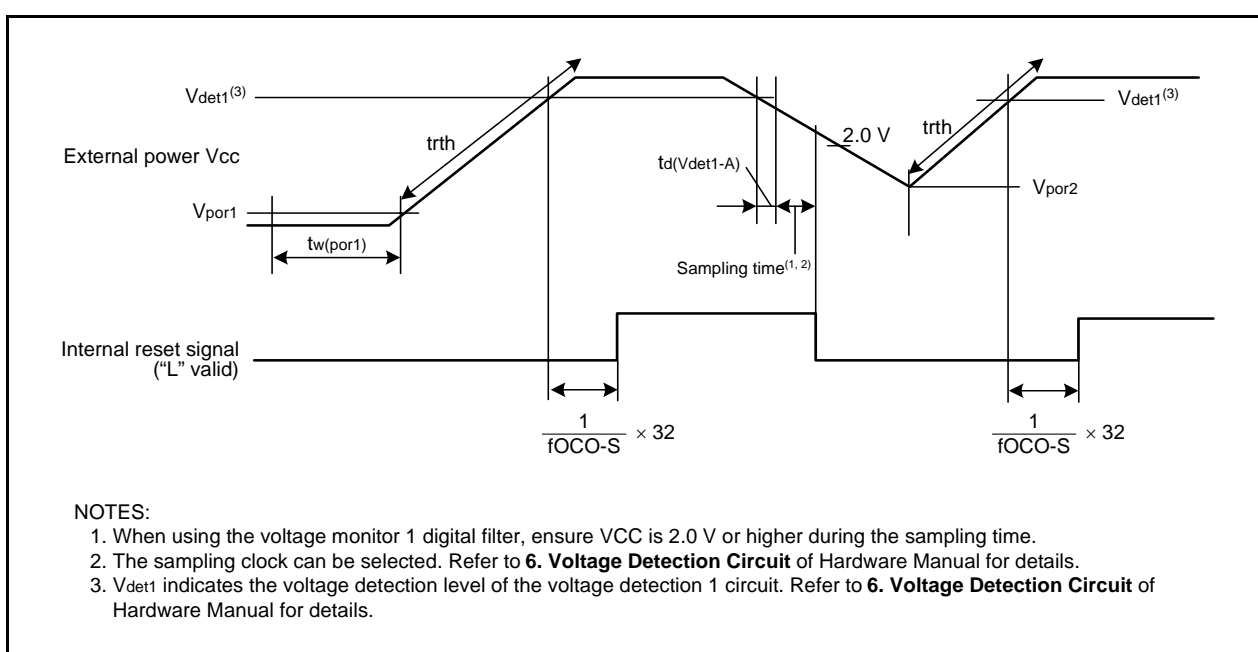 Vdet1(3)
Vdet1(3)
trth
trth
2.0 V
External power Vcc
td(Vdet1-A)
Vpor1
Vpor2
tw(por1)
Sampling time(1, 2)
Internal reset signal
(“L” valid)
1
fOCO-S
× 32
1
fOCO-S
× 32
NOTES:
1. When using the voltage monitor 1 digital filter, ensure VCC is 2.0 V or higher during the sampling time.
2. The sampling clock can be selected. Refer to 6. Voltage Detection Circuit of Hardware Manual for details.
3. Vdet1 indicates the voltage detection level of the voltage detection 1 circuit. Refer to 6. Voltage Detection Circuit of
Hardware Manual for details.